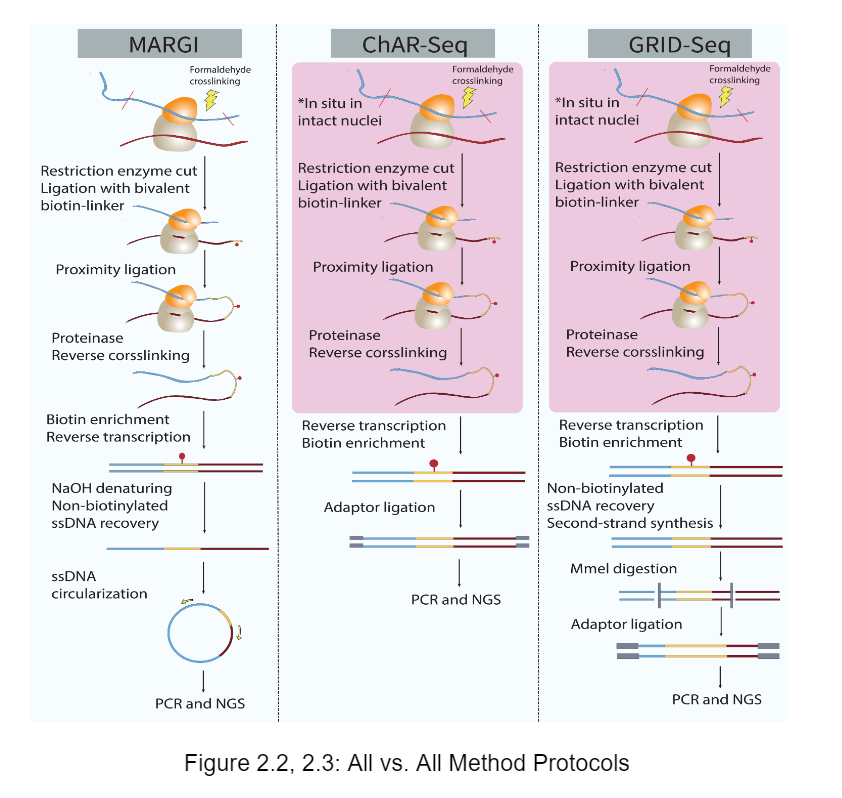 MARGI
Formaldehyde
crosslinking
Restriction enzyme cut
Ligation with bivalent
biotin-linker
Proximity ligation
Proteinase
Reverse corsslinking
Biotin enrichment
Reverse transcription
NaOH denaturing
Non-biotinylated
ssDNA recovery
ssDNA
circularization
PCR and NGS
ChAR-Seq
Formaldehyde
crosslinking
*In situ in
intact nuclei
Restriction enzyme cut
Ligation with bivalent
biotin-linker
Proximity ligation
Proteinase
Reverse corsslinking
Reverse transcription
Biotin enrichment
Adaptor ligation
PCR and NGS
GRID-Seq
Formaldehyde
crosslinking
*In situ in
intact nuclei
Restriction enzyme cut
Ligation with bivalent
biotin-linker
Proximity ligation
Proteinase
Reverse corsslinking
Reverse transcription
Biotin enrichment
Non-biotinylated
ssDNA recovery
Second-strand synthesis
Mmel digestion
Adaptor ligation
PCR and NGS
Figure 2.2, 2.3: All vs. All Method Protocols